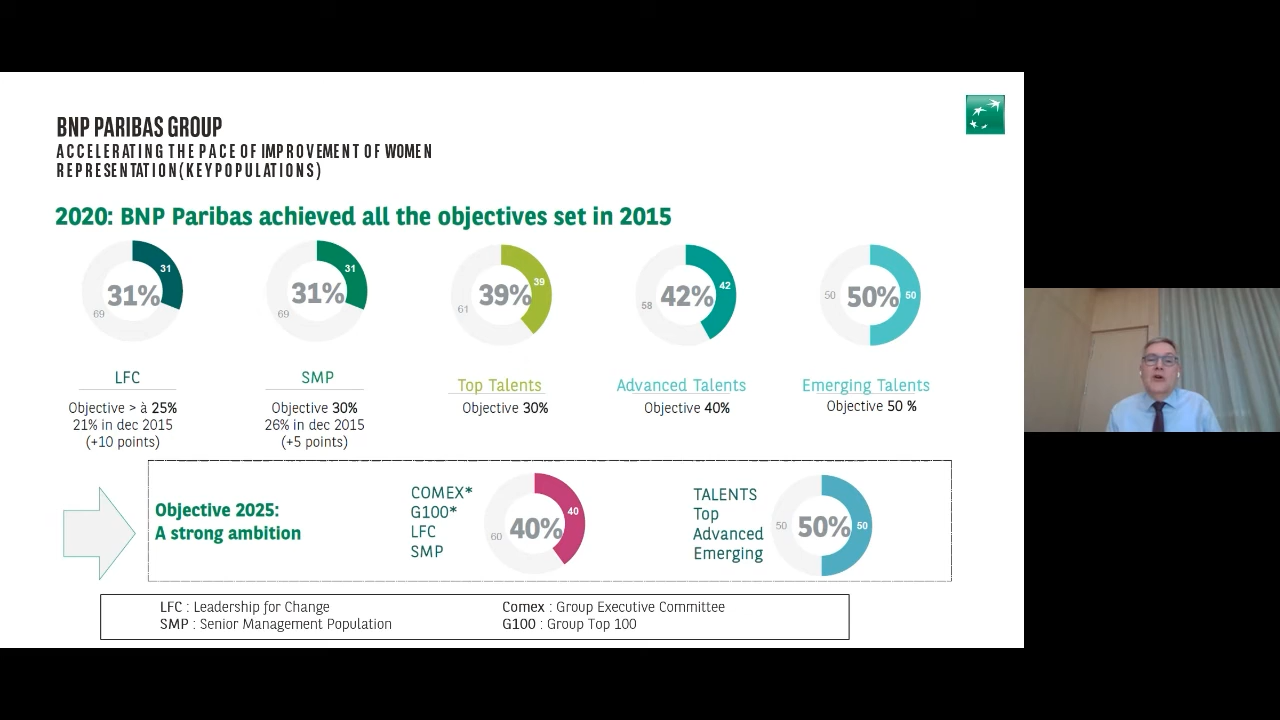 BNP PARIBAS GROUP
ACCELERATING THE PACE OF IMPROVEMENT OF WOMEN
REPRESENTATION(KEY POPULATIONS)
2020: BNP Paribas achieved all the objectives set in 2015
31
31%
69
31
31%
69
39
39%
61
42
42%
58
50
50%
50
LFC
Objective > à 25%
21% in dec 2015
(+10 points)
SMP
Objective 30%
26% in dec 2015
(+5 points)
Top Talents
Objective 30%
Advanced Talents
Objective 40%
Emerging Talents
Objective 50 %
Objective 2025:
A strong ambition
COMEX*
G100*
LFC
SMP
40
40%
60
TALENTS
Top
Advanced
Emerging
50
50%
50
LFC : Leadership for Change
SMP : Senior Management Population
Comex : Group Executive Committee
G100 : Group Top 100